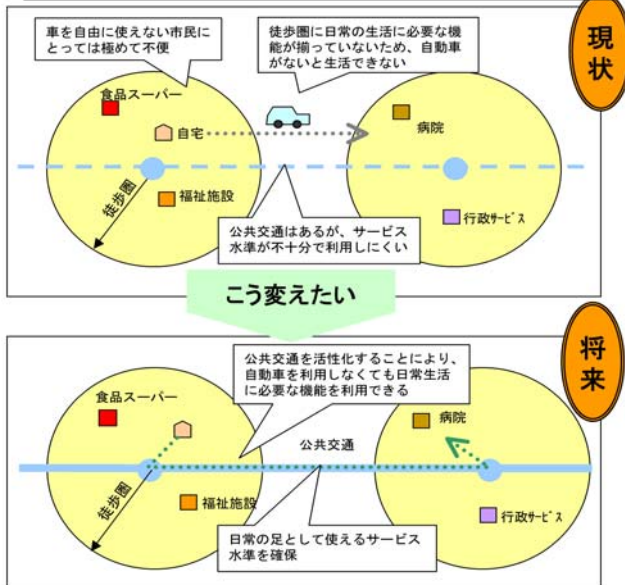 現状
車を自由に使えない市民に
とっては極めて不便
徒歩圏に日常の生活に必要な機
能が揃っていないため、自動車
がないと生活できない
食品スーパー
自宅
病院
徒歩圏
福祉施設
行政ｻｰﾋﾞｽ
公共交通はあるが、サービス
水準が不十分で利用しにくい
こう変えたい
将来
公共交通を活性化することにより、
自動車を利用しなくても日常生活
に必要な機能を利用できる
食品スーパー
病院
公共交通
徒歩圏
福祉施設
行政ｻｰﾋﾞｽ
日常の足として使えるサービス
水準を確保